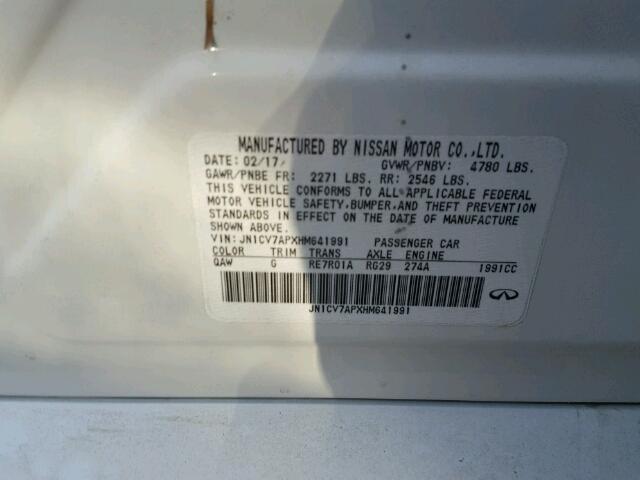 MANUFACTURED BY NISSAN MOTOR CO.,LTD.
DATE: 02/17 GVWR/PNBV: 4780 LBS.
GAWR/PNBE FR: 2271 LBS. RR: 2546 LBS.
THIS VEHICLE CONFORMS TO ALL APPLICABLE FEDERAL
MOTOR VEHICLE SAFETY,BUMPER,AND THEFT PREVENTION
STANDARDS IN EFFECT ON THE DATE OF MANUFACTURE
SHOWN ABOVE.
VIN: JN1CV7APXHM641991 PASSENGER CAR
COLOR TRIM TRANS AXLE ENGINE
QAW G RE7R01A RG29 274A 1991CC
JN1CV7APXHM641991